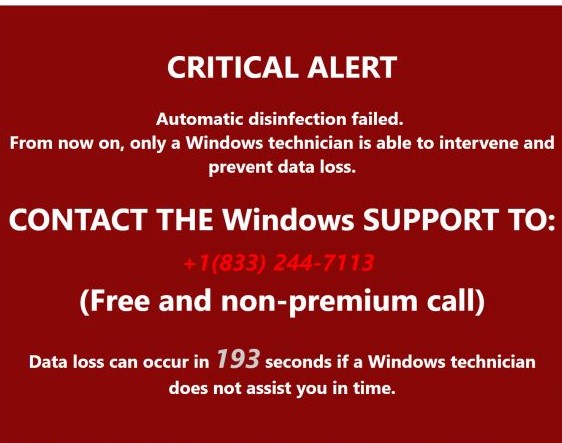 CRITICAL ALERT
Automatic disinfection failed.
From now on, only a Windows technician is able to intervene and
prevent data loss.
CONTACT THE Windows SUPPORT TO:
+1(833) 244-7113
(Free and non-premium call)
Data loss can occur in 193 seconds if a Windows technician
does not assist you in time.